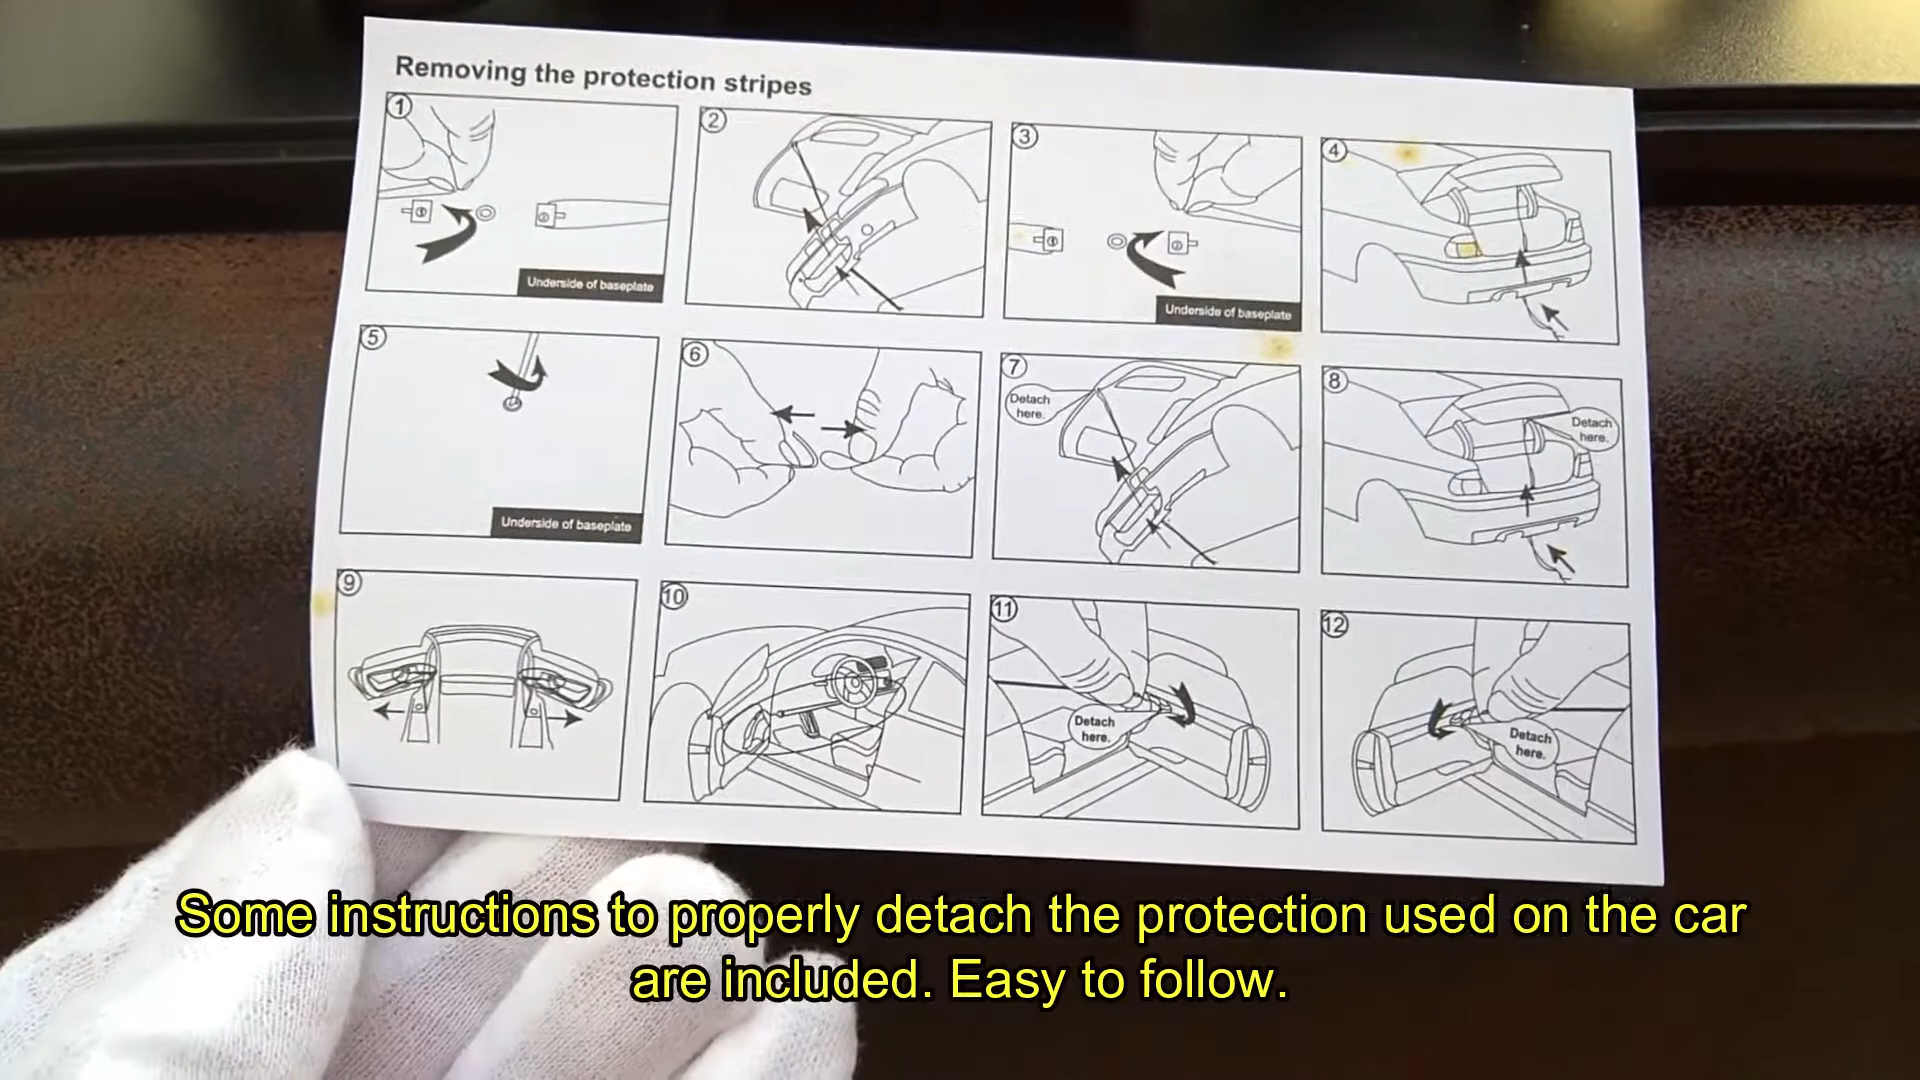 Removing the protection stripes
1
2
3
4
Underside of baseplate
Underside of baseplate
5
6
7
8
Detach
here.
Detach
here.
Underside of baseplate
9
10
11
12
Detach
here.
Detach
here.
Some instructions to properly detach the protection used on the car
are included. Easy to follow.